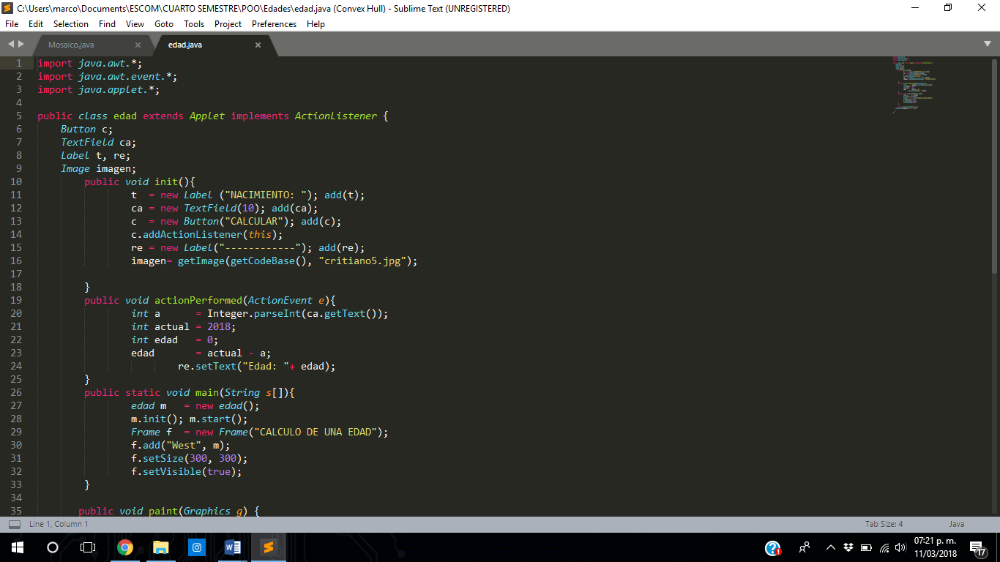 C:\Users\marco\Documents\ESCOM\CUARTO SEMESTRE\POO\Edades\edad.java (Convex Hull) - Sublime Text (UNREGISTERED)
File Edit Selection Find View Goto Tools Project Preferences Help
Mosaico.java edad.java
1 import java.awt.*;
2 import java.awt.event.*;
3 import java.applet.*;
4
5 public class edad extends Applet implements ActionListener {
6 Button c;
7 TextField ca;
8 Label t, re;
9 Image imagen;
10 public void init(){
11 t = new Label ("NACIMIENTO: "); add(t);
12 ca = new TextField(10); add(ca);
13 c = new Button("CALCULAR"); add(c);
14 c.addActionListener(this);
15 re = new Label("------------"); add(re);
16 imagen= getImage(getCodeBase(), "critiano5.jpg");
17
18 }
19 public void actionPerformed(ActionEvent e){
20 int a = Integer.parseInt(ca.getText());
21 int actual = 2018;
22 int edad = 0;
23 edad = actual - a;
24 re.setText("Edad: "+ edad);
25 }
26 public static void main(String s[]){
27 edad m = new edad();
28 m.init(); m.start();
29 Frame f = new Frame("CALCULO DE UNA EDAD");
30 f.add("West", m);
31 f.setSize(300, 300);
32 f.setVisible(true);
33 }
34
35 public void paint(Graphics g) {
Line 1, Column 1 Tab Size: 4 Java
07:21 p. m.
11/03/2018
17